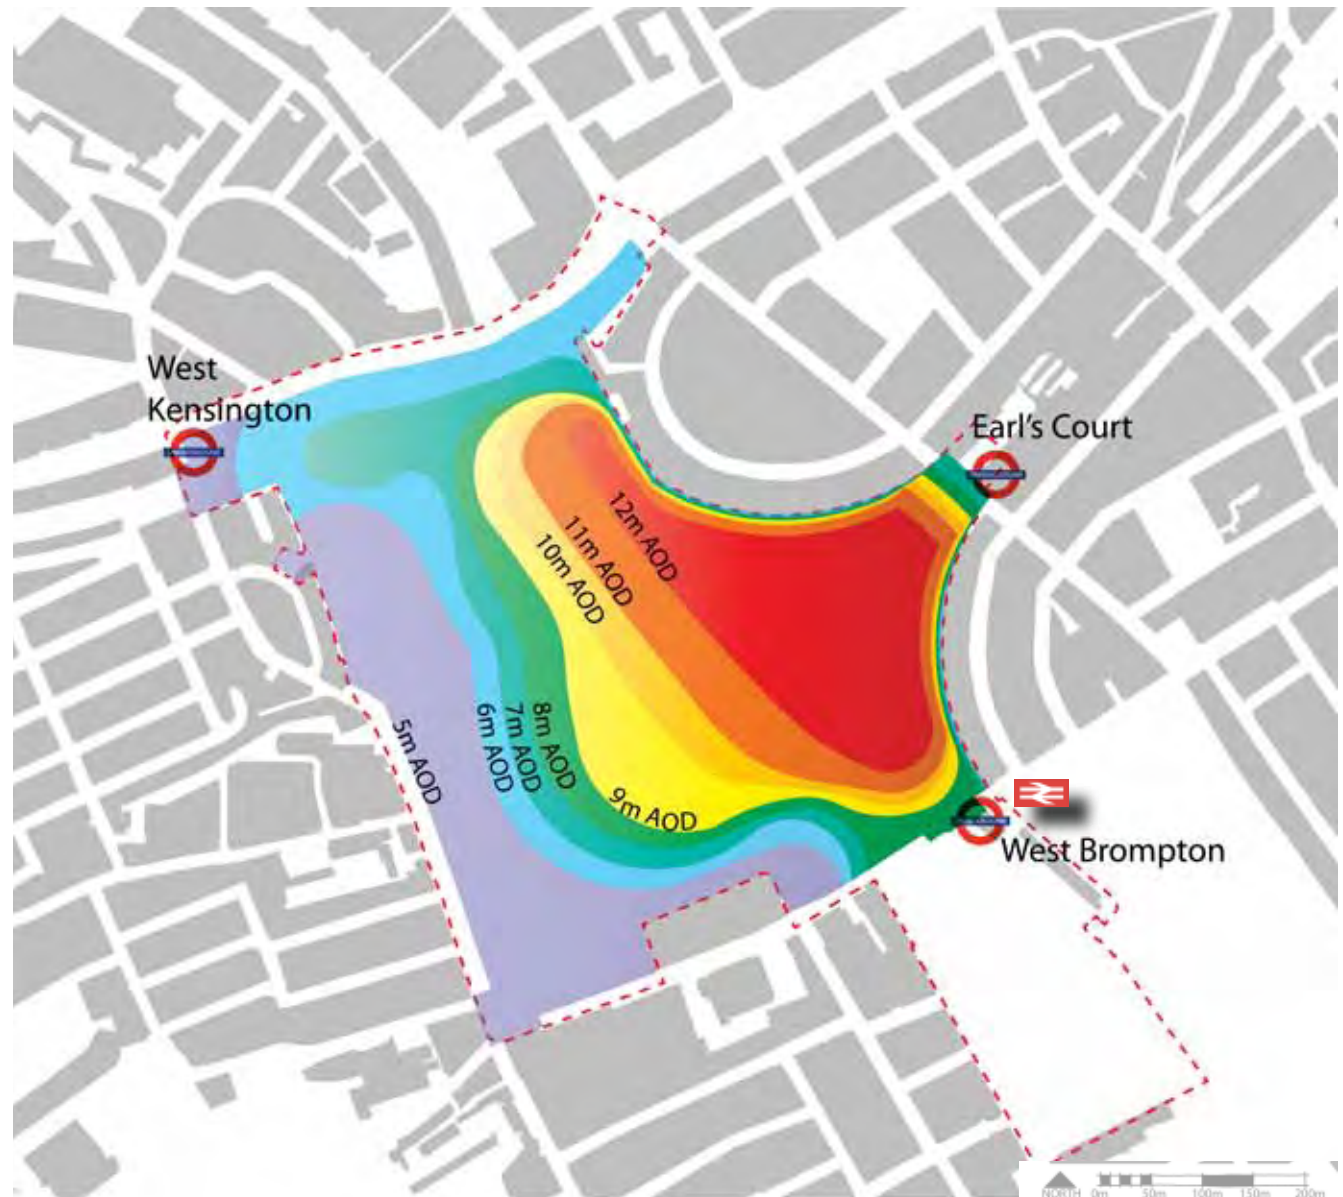 West
Kensington
Earl's Court
12m AOD
11m AOD
10m AOD
8m AOD
7m AOD
6m AOD
5m AOD
9m AOD
West Brompton
NORTH 0m 50m 100m 150m 200m